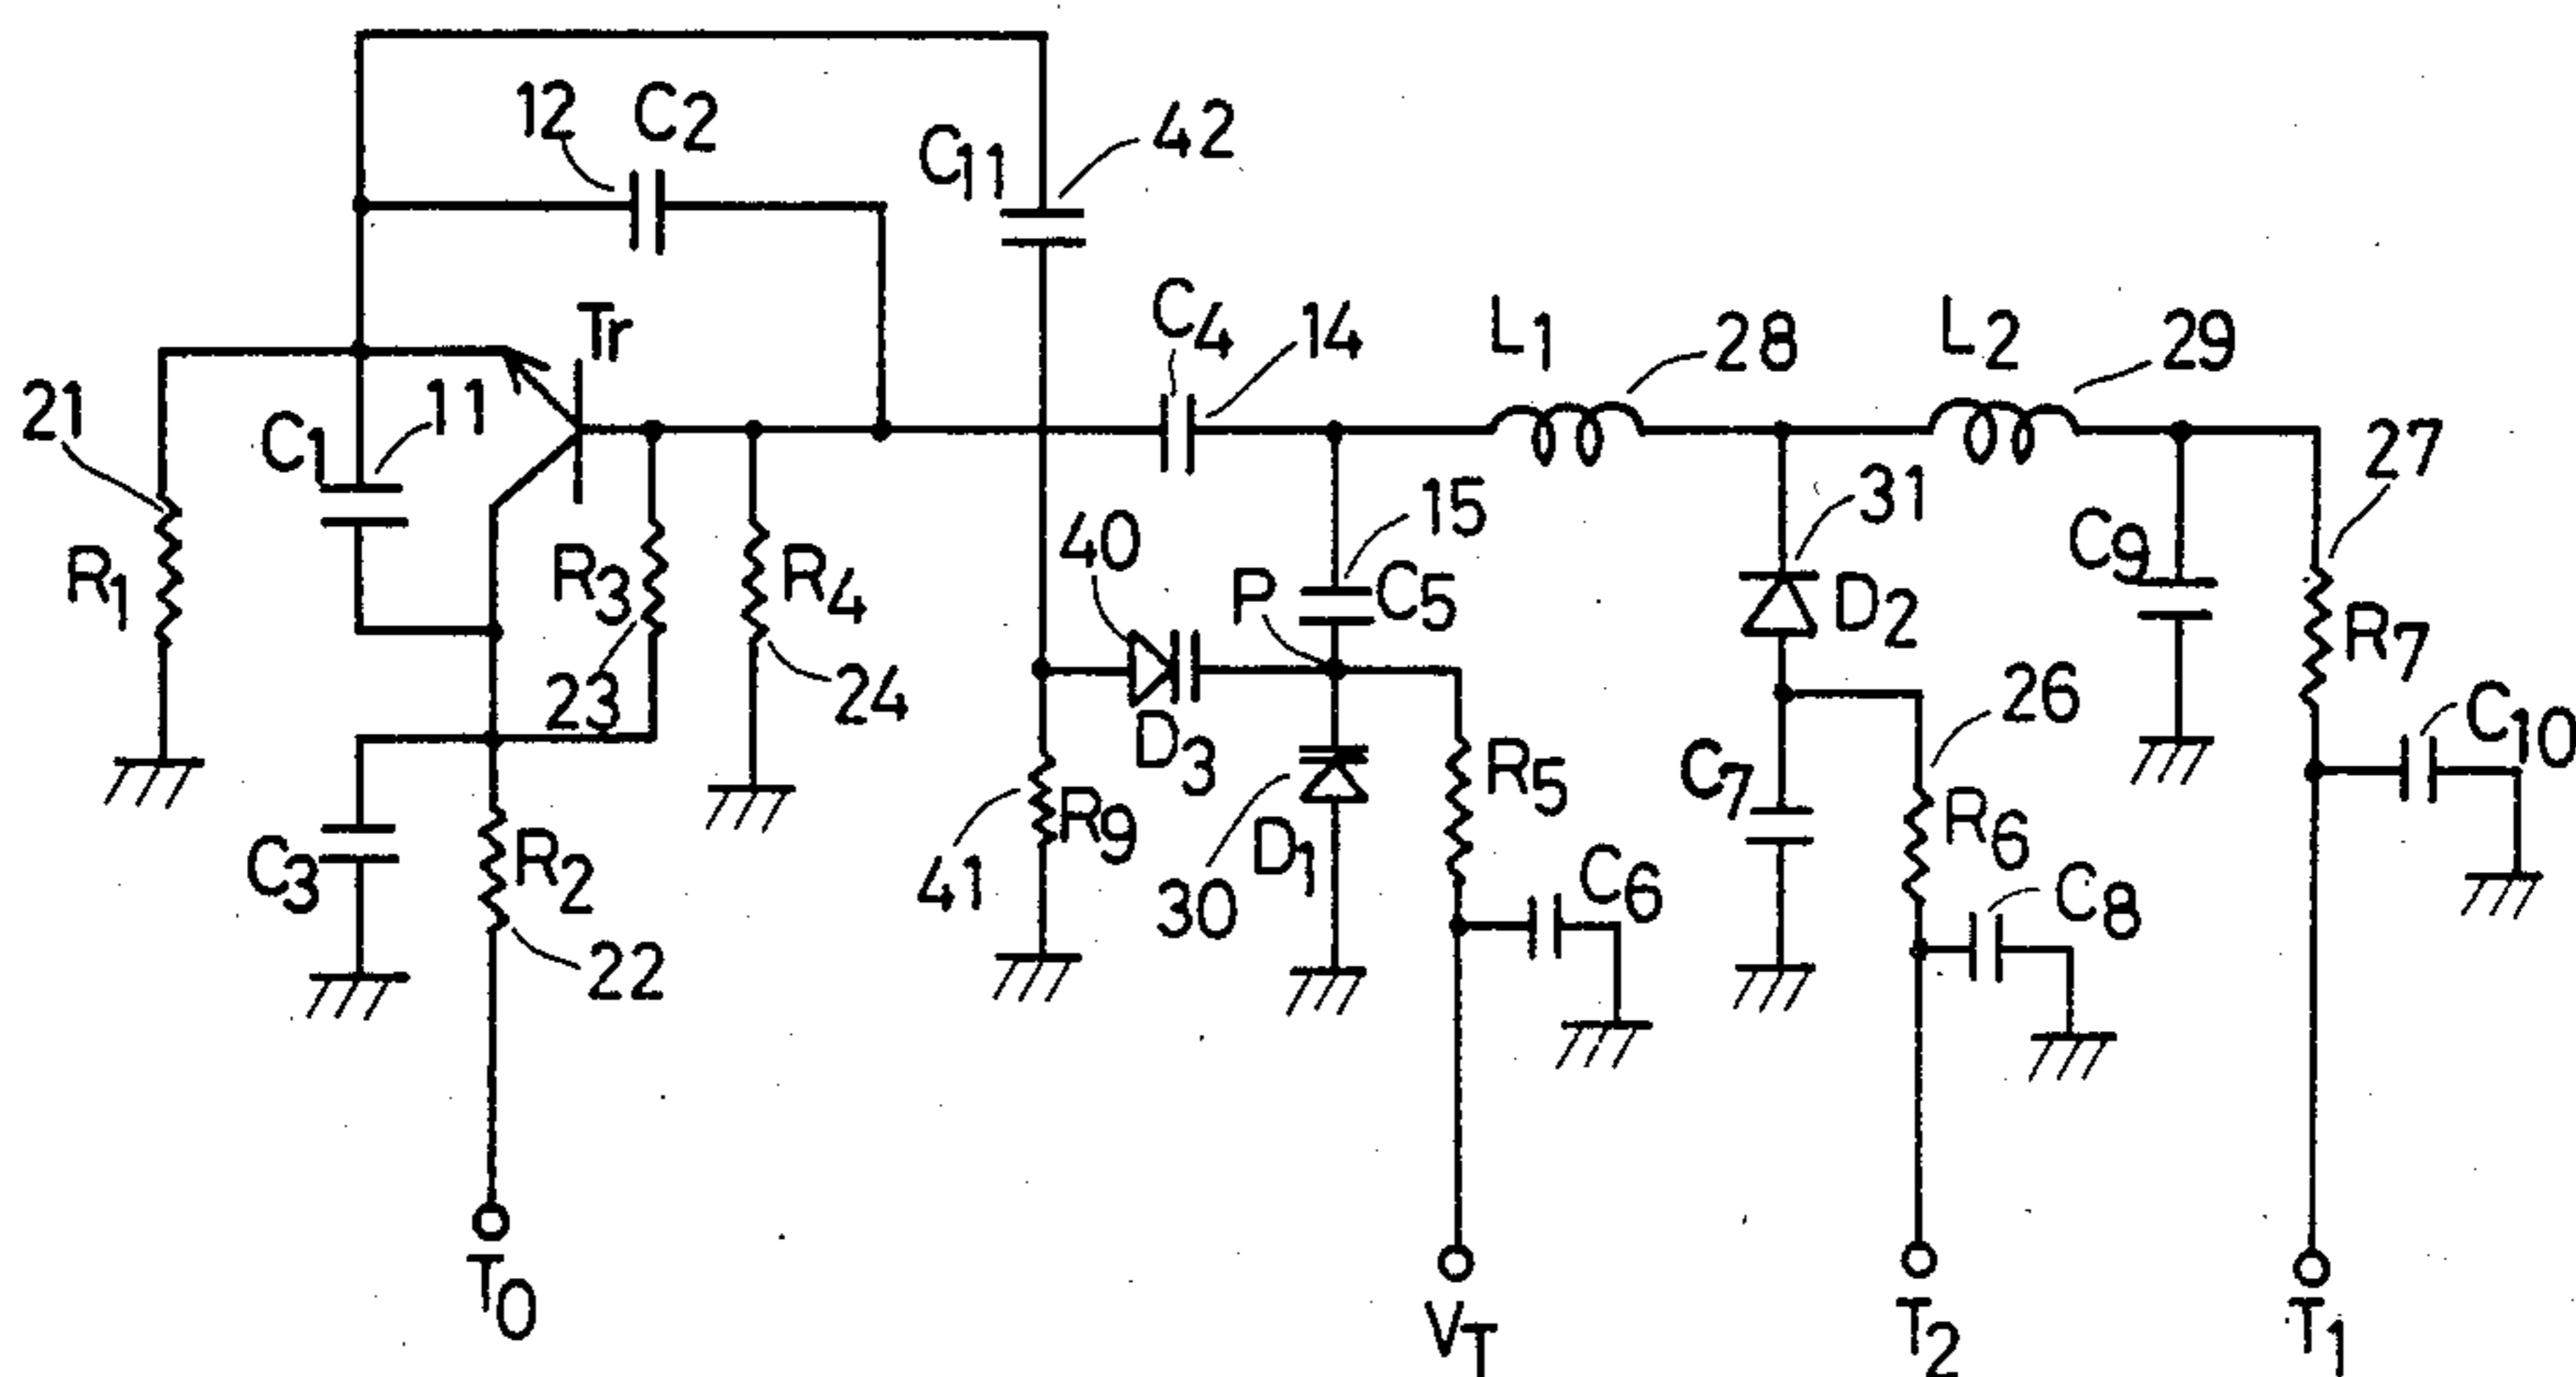 12 C2
C11 42
Tr
C4 14 L1 28 L2 29
21 C1 11 27
15 31
R1 R3 R4 40 P C5 D2 C9 R7
23 24 D3 26 C10
C3 R2 41 R9 30 D1 R5 C7 R6
22 C6 C8
T0 VT T2 T1